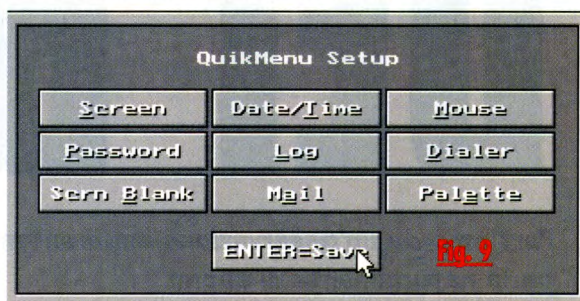 QuikMenu Setup
Screen Date/Time Mouse
Password Log Dialer
Scrn Blank Mail Palette
ENTER=Save
Fig. 9